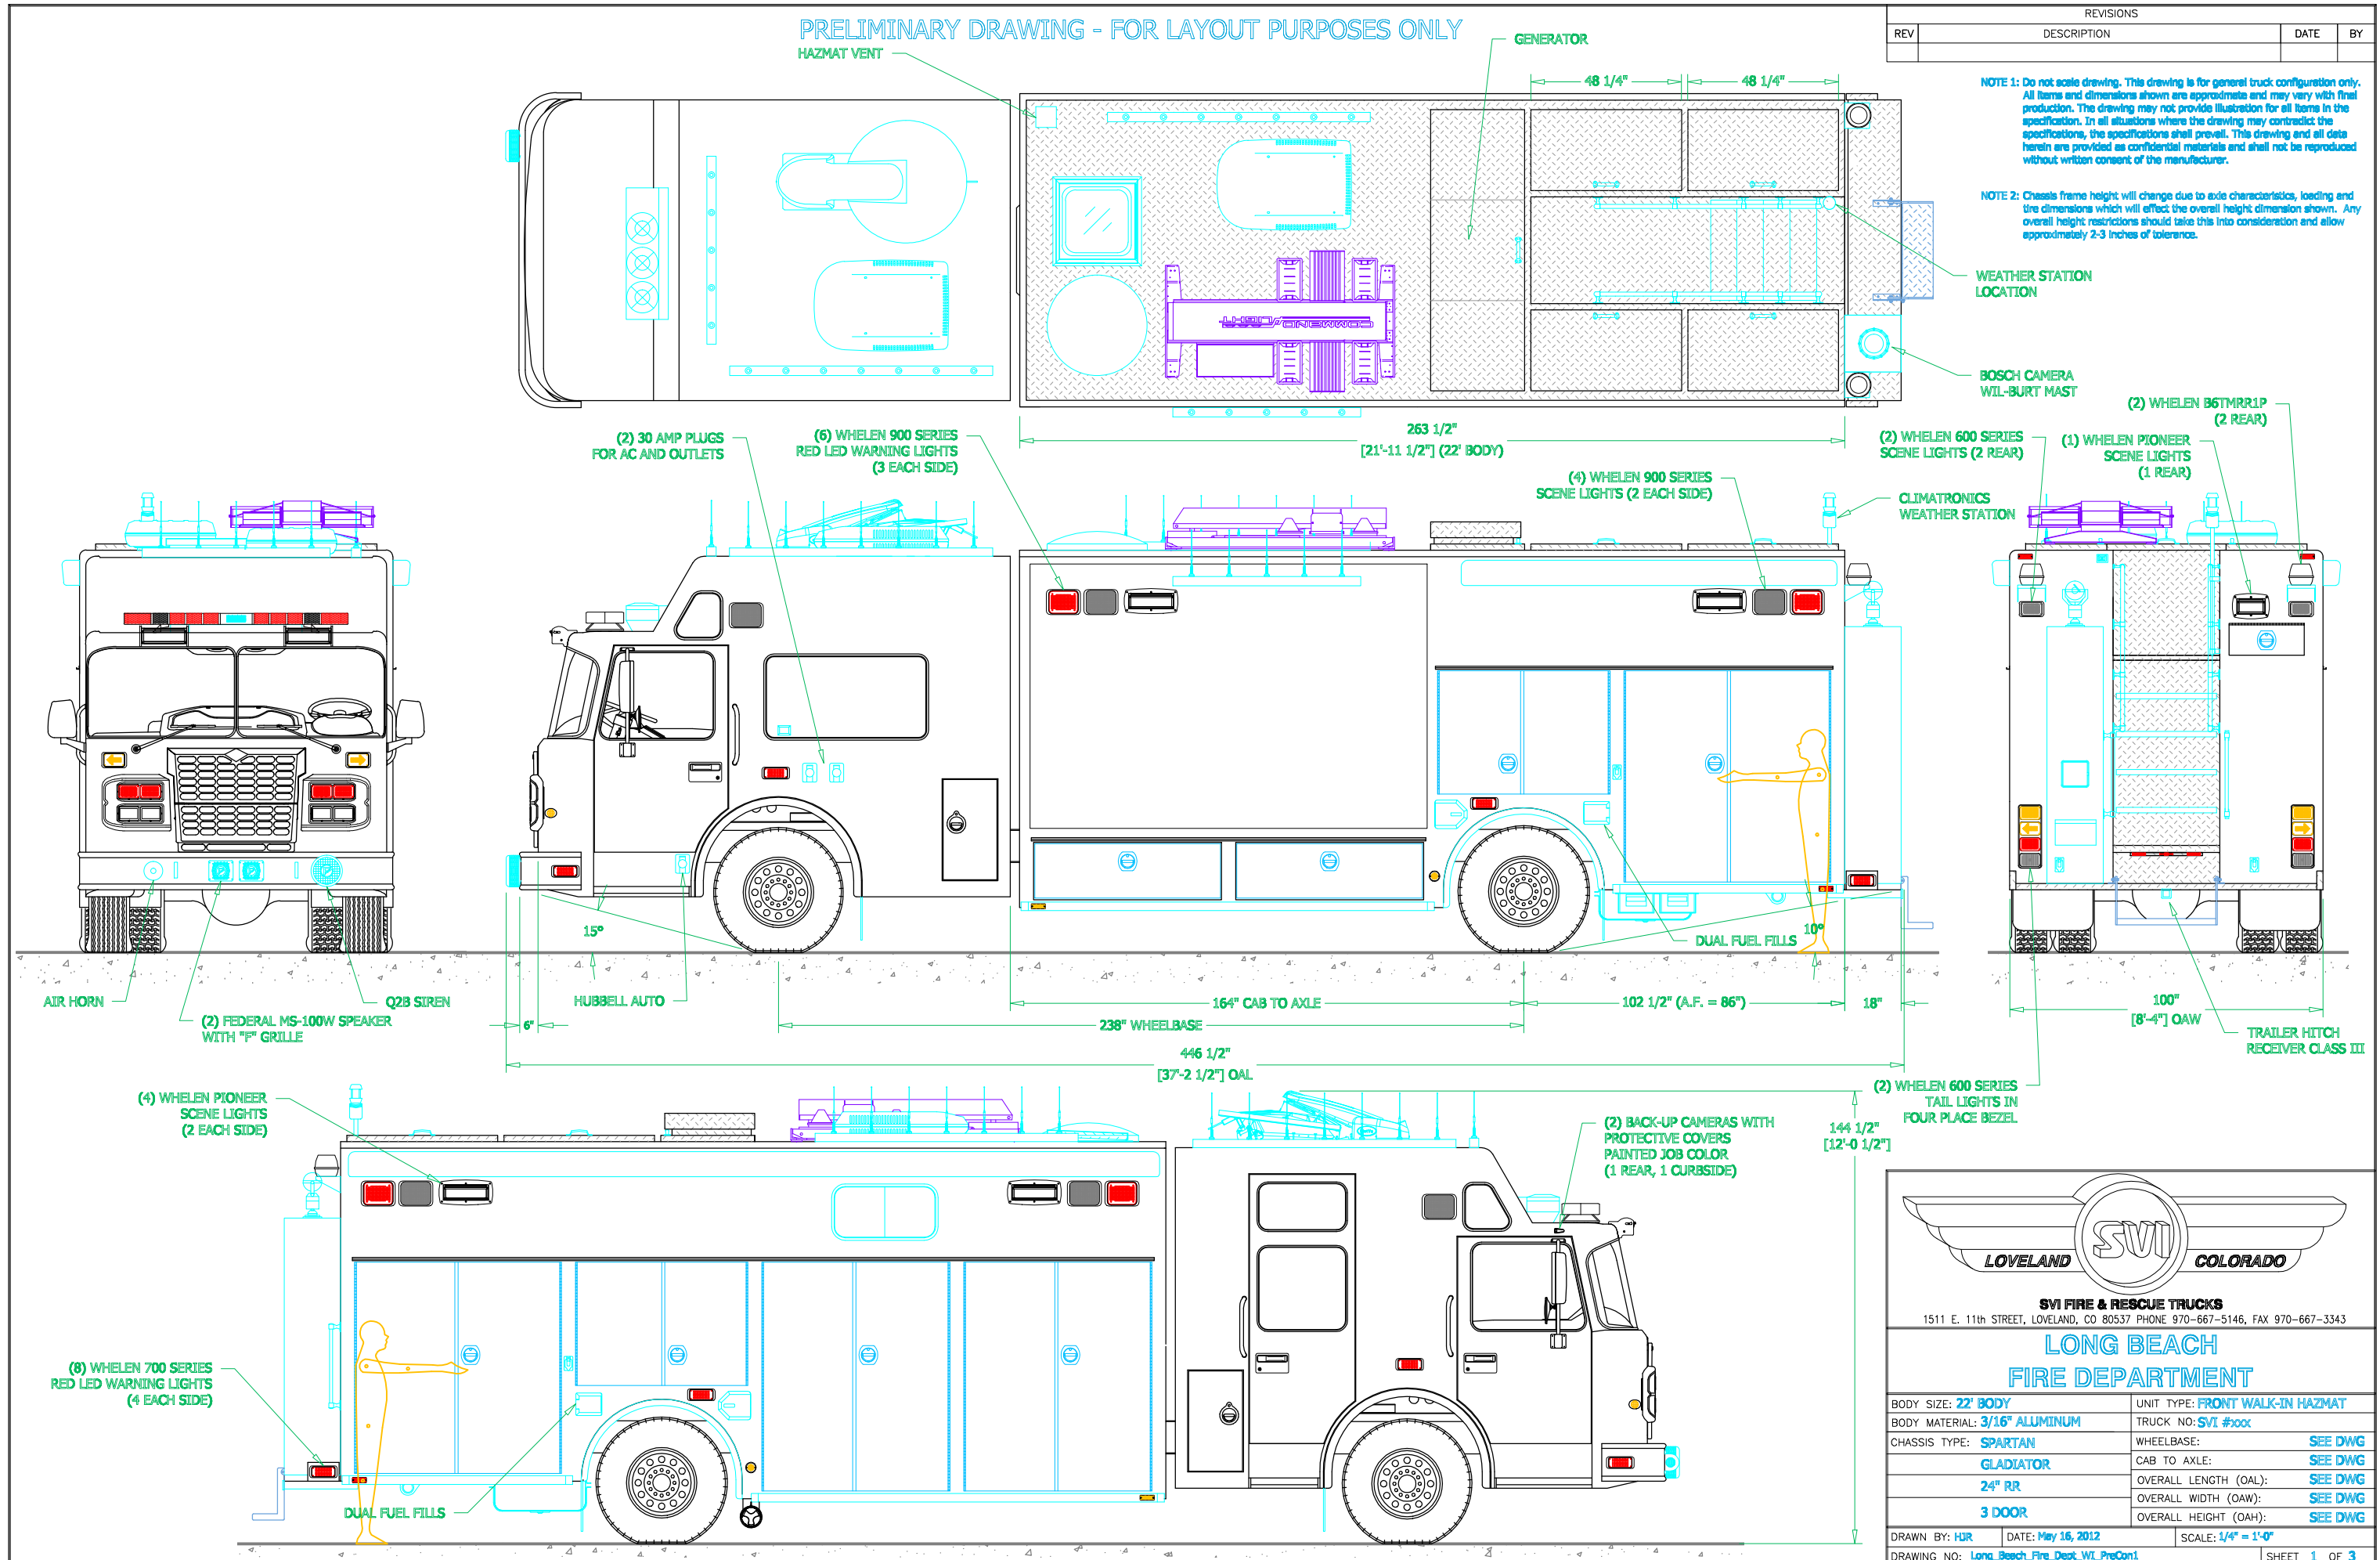 PRELIMINARY DRAWING - FOR LAYOUT PURPOSES ONLY
HAZMAT VENT
GENERATOR
48 1/4"
48 1/4"
REVISIONS
REV DESCRIPTION DATE BY
NOTE 1: Do not scale drawing. This drawing is for general truck configuration only.
All items and dimensions shown are approximate and may vary with final
production. The drawing may not provide illustration for all items in the
specification. In all situations where the drawing may contradict the
specifications, the specifications shall prevail. This drawing and all data
herein are provided as confidential materials and shall not be reproduced
without written consent of the manufacturer.
NOTE 2: Chassis frame height will change due to axle characteristics, loading and
tire dimensions which will effect the overall height dimension shown. Any
overall height restrictions should take this into consideration and allow
approximately 2-3 inches of tolerance.
WEATHER STATION
LOCATION
COMMAND LIGHT
BOSCH CAMERA
WIL-BURT MAST
(2) WHELEN B6TMRR1P
(2 REAR)
(2) 30 AMP PLUGS
FOR AC AND OUTLETS
(6) WHELEN 900 SERIES
RED LED WARNING LIGHTS
(3 EACH SIDE)
263 1/2"
[21'-11 1/2"] (22' BODY)
(4) WHELEN 900 SERIES
SCENE LIGHTS (2 EACH SIDE)
(2) WHELEN 600 SERIES
SCENE LIGHTS (2 REAR)
(1) WHELEN PIONEER
SCENE LIGHTS
(1 REAR)
CLIMATRONICS
WEATHER STATION
15°
10°
DUAL FUEL FILLS
AIR HORN
(2) FEDERAL MS-100W SPEAKER
WITH "F" GRILLE
Q2B SIREN
HUBBELL AUTO
6"
164" CAB TO AXLE
102 1/2" (A.F. = 86")
18"
238" WHEELBASE
446 1/2"
[37'-2 1/2"] OAL
100"
[8'-4"] OAW
TRAILER HITCH
RECEIVER CLASS III
(2) WHELEN 600 SERIES
TAIL LIGHTS IN
FOUR PLACE BEZEL
(4) WHELEN PIONEER
SCENE LIGHTS
(2 EACH SIDE)
(2) BACK-UP CAMERAS WITH
PROTECTIVE COVERS
PAINTED JOB COLOR
(1 REAR, 1 CURBSIDE)
144 1/2"
[12'-0 1/2"]
(8) WHELEN 700 SERIES
RED LED WARNING LIGHTS
(4 EACH SIDE)
DUAL FUEL FILLS
SVI
LOVELAND COLORADO
SVI FIRE & RESCUE TRUCKS
1511 E. 11th STREET, LOVELAND, CO 80537 PHONE 970-667-5146, FAX 970-667-3343
LONG BEACH
FIRE DEPARTMENT
BODY SIZE: 22' BODY UNIT TYPE: FRONT WALK-IN HAZMAT
BODY MATERIAL: 3/16" ALUMINUM TRUCK NO: SVI #xxx
CHASSIS TYPE: SPARTAN WHEELBASE: SEE DWG
GLADIATOR CAB TO AXLE: SEE DWG
24" RR OVERALL LENGTH (OAL): SEE DWG
OVERALL WIDTH (OAW): SEE DWG
3 DOOR OVERALL HEIGHT (OAH): SEE DWG
DRAWN BY: HJR DATE: May 16, 2012 SCALE: 1/4" = 1'-0"
DRAWING NO: Long_Beach_Fire_Dept_WI_PreCon1 SHEET 1 OF 3